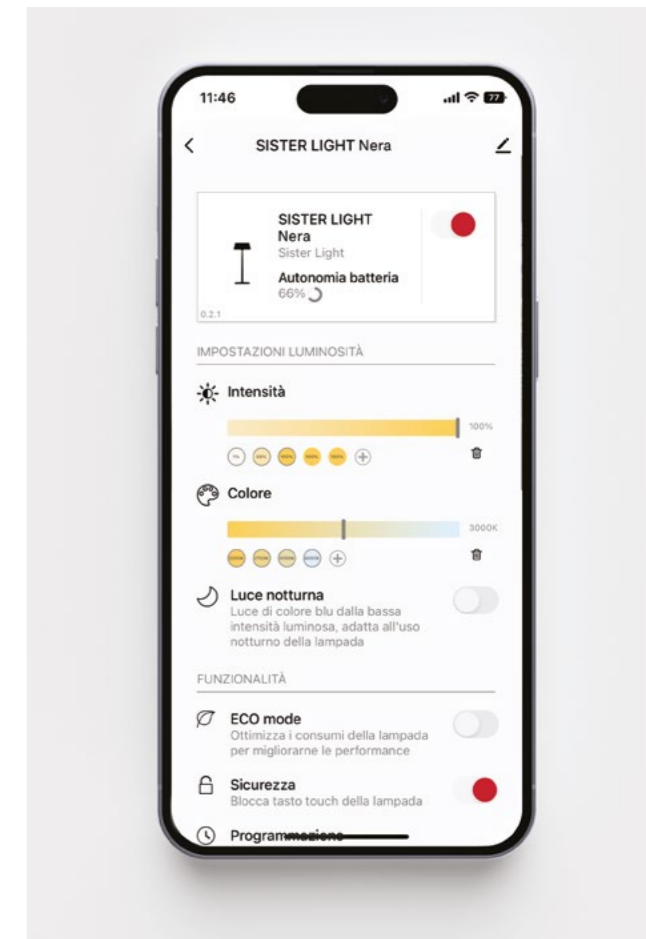 11:46
77
SISTER LIGHT Nera
SISTER LIGHT
Nera
Sister Light
Autonomia batteria
66%
0.2.1
IMPOSTAZIONI LUMINOSITÀ
Intensità
100%
Colore
3000K
Luce notturna
Luce di colore blu dalla bassa
intensità luminosa, adatta all'uso
notturno della lampada
FUNZIONALITÀ
ECO mode
Ottimizza i consumi della lampada
per migliorarne le performance
Sicurezza
Blocca tasto touch della lampada
Programmazione